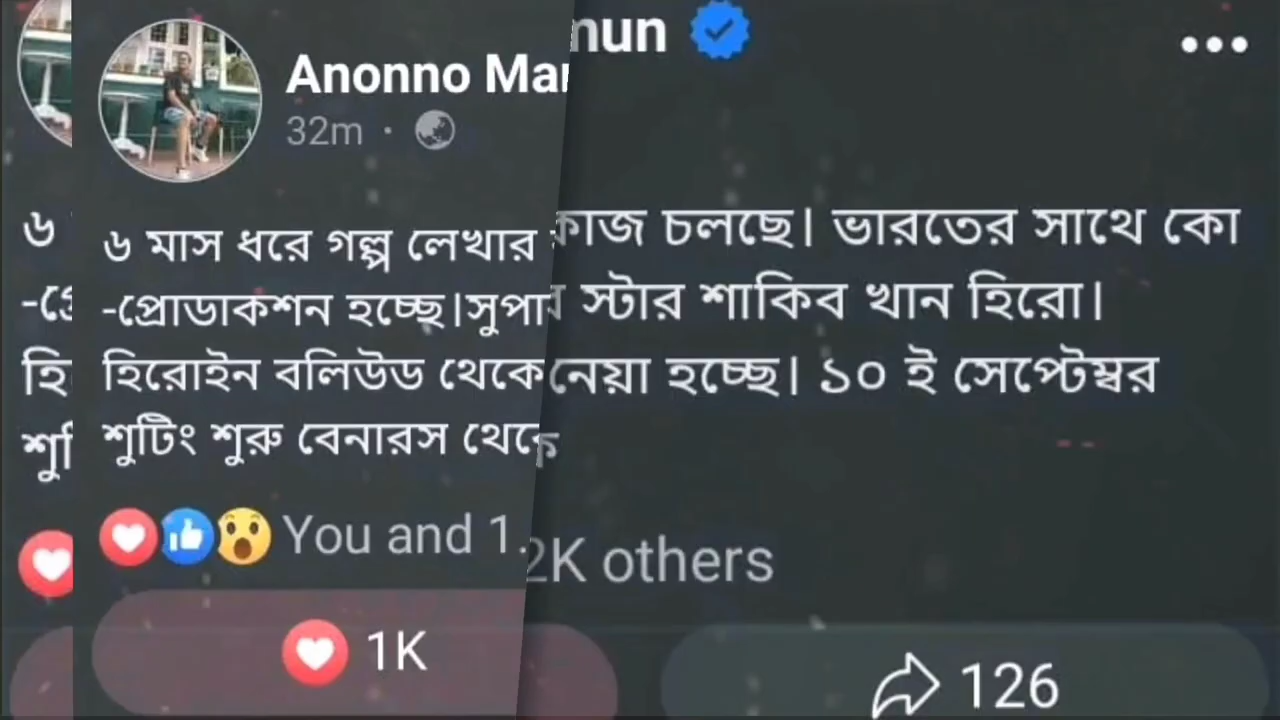 Anonno Mamun
32m ·
৬ মাস ধরে গল্প লেখার কাজ চলছে। ভারতের সাথে কো
-প্রোডাকশন হচ্ছে।সুপার স্টার শাকিব খান হিরো।
হিরোইন বলিউড থেকে নেয়া হচ্ছে। ১০ ই সেপ্টেম্বর
শুটিং শুরু বেনারস থেকে
You and 1.2K others
1K 126